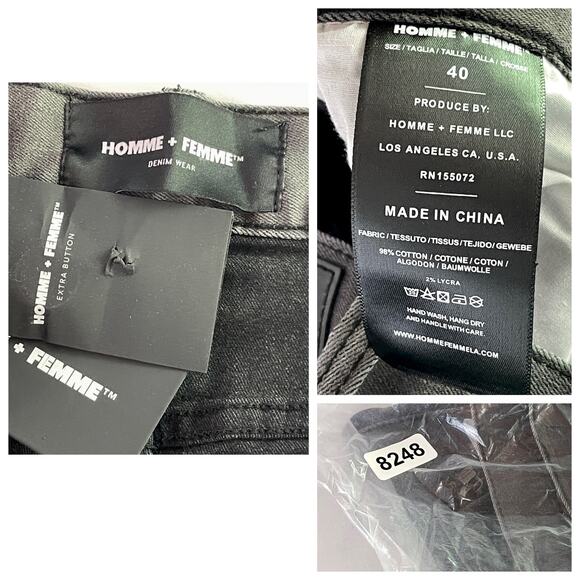 HOMME + FEMME™
DENIM WEAR
HOMME + FEMME™
EXTRA BUTTON
+ FEMME™
HOMME + FEMME™
SIZE / TAGLIA / TAILLE / TALLA / GROSSE
40
PRODUCE BY:
HOMME + FEMME LLC
LOS ANGELES CA, U.S.A.
RN155072
MADE IN CHINA
FABRIC / TESSUTO / TISSUS / TEJIDO / GEWEBE
98% COTTON / COTONE / COTON /
ALGODON / BAUMWOLLE
2% LYCRA
HAND WASH, HANG DRY
AND HANDLE WITH CARE.
WWW.HOMMEFEMMELA.COM
8248